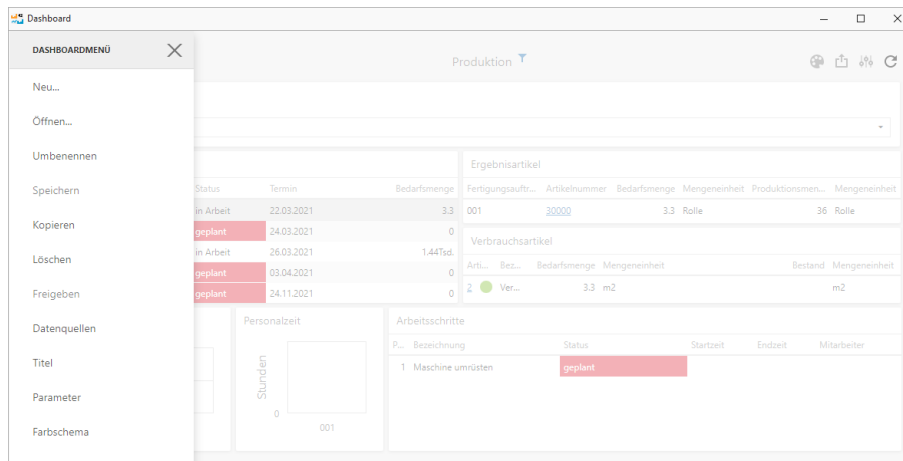 Dashboard
DASHBOARDMENÜ
Neu...
Öffnen...
Umbenennen
Speichern
Kopieren
Löschen
Freigeben
Datenquellen
Titel
Parameter
Farbschema
Produktion
Status Termin Bedarfsmenge
in Arbeit 22.03.2021 3.3
geplant 24.03.2021 0
in Arbeit 26.03.2021 1.44Tsd.
geplant 03.04.2021 0
geplant 24.11.2021 0
Ergebnisartikel
Fertigungsauftr... Artikelnummer Bedarfsmenge Mengeneinheit Produktionsmen... Mengeneinheit
001 30000 3.3 Rolle 36 Rolle
Verbrauchsartikel
Arti... Bez... Bedarfsmenge Mengeneinheit Bestand Mengeneinheit
2 Ver... 3.3 m2 m2
Personalzeit
Stunden
0
001
Arbeitsschritte
P... Bezeichnung Status Startzeit Endzeit Mitarbeiter
1 Maschine umrüsten geplant